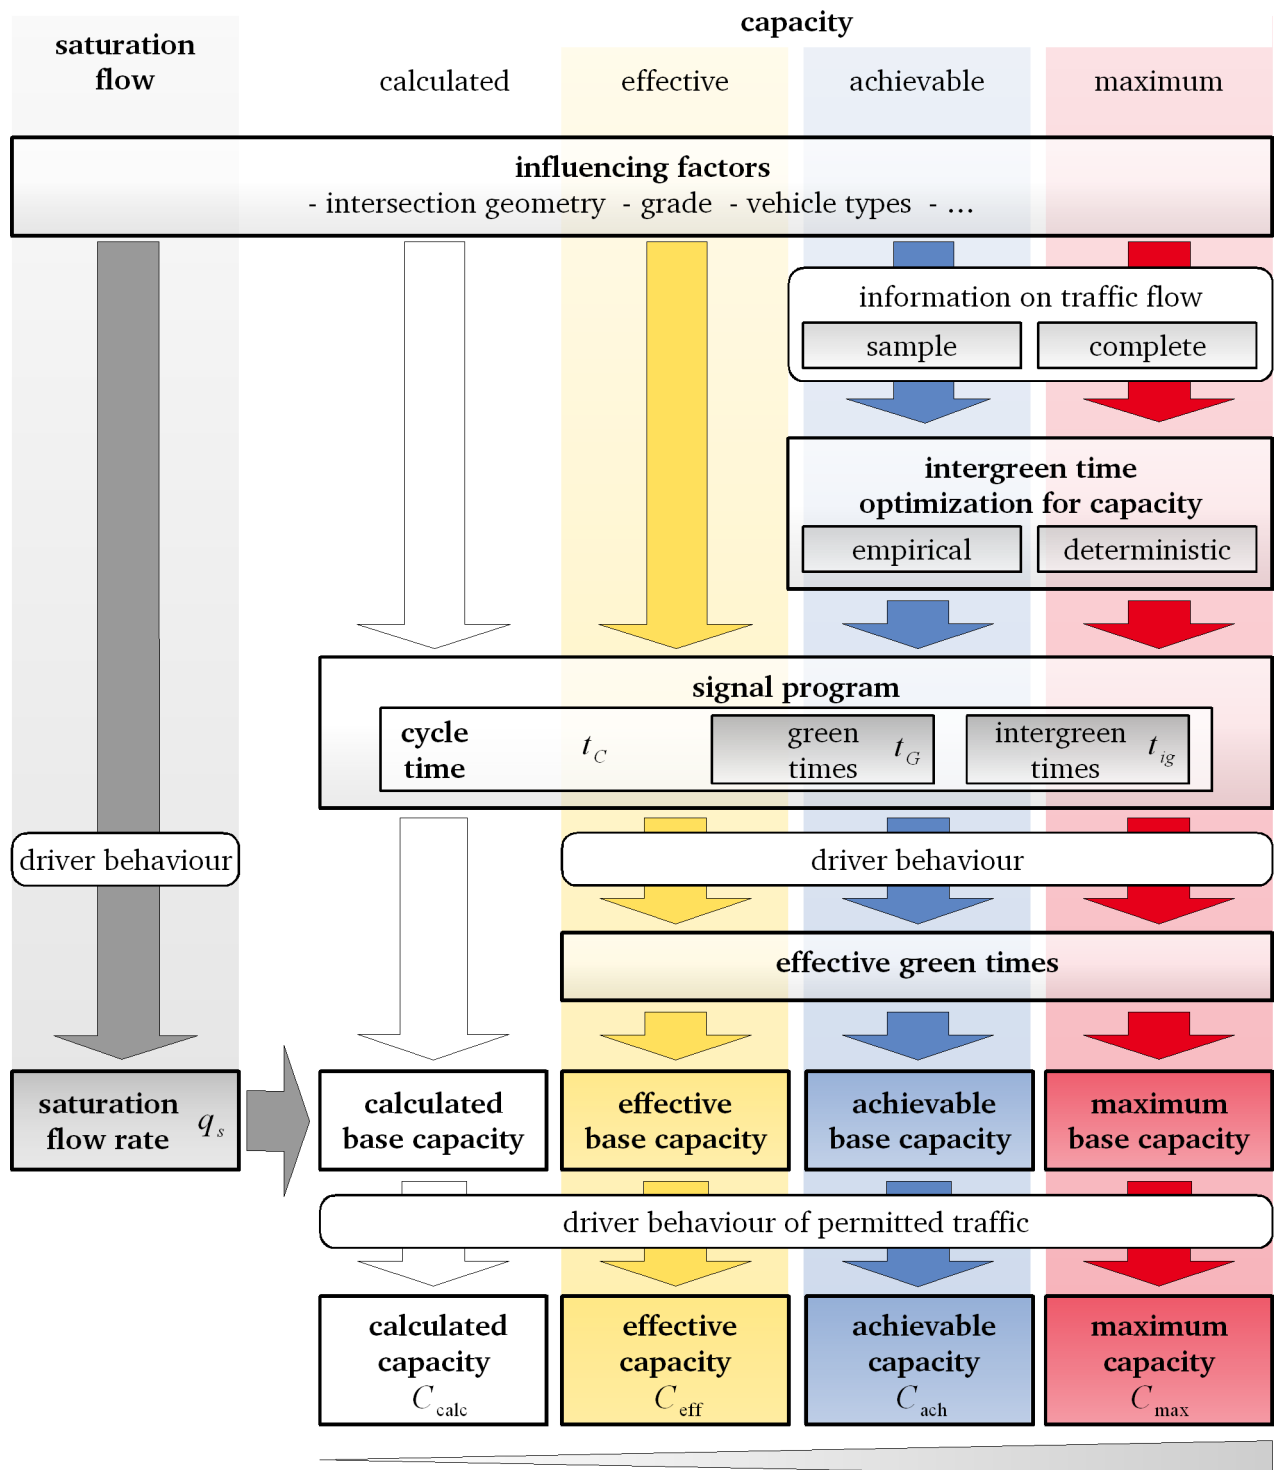 capacity
saturation
flow
calculated
effective
achievable
maximum
influencing factors
- intersection geometry - grade - vehicle types - ...
information on traffic flow
sample
complete
intergreen time
optimization for capacity
empirical
deterministic
signal program
cycle
time
t_C
green
times
t_G
intergreen
times
t_ig
driver behaviour
driver behaviour
effective green times
saturation
flow rate
q_s
calculated
base capacity
effective
base capacity
achievable
base capacity
maximum
base capacity
driver behaviour of permitted traffic
calculated
capacity
C_calc
effective
capacity
C_eff
achievable
capacity
C_ach
maximum
capacity
C_max